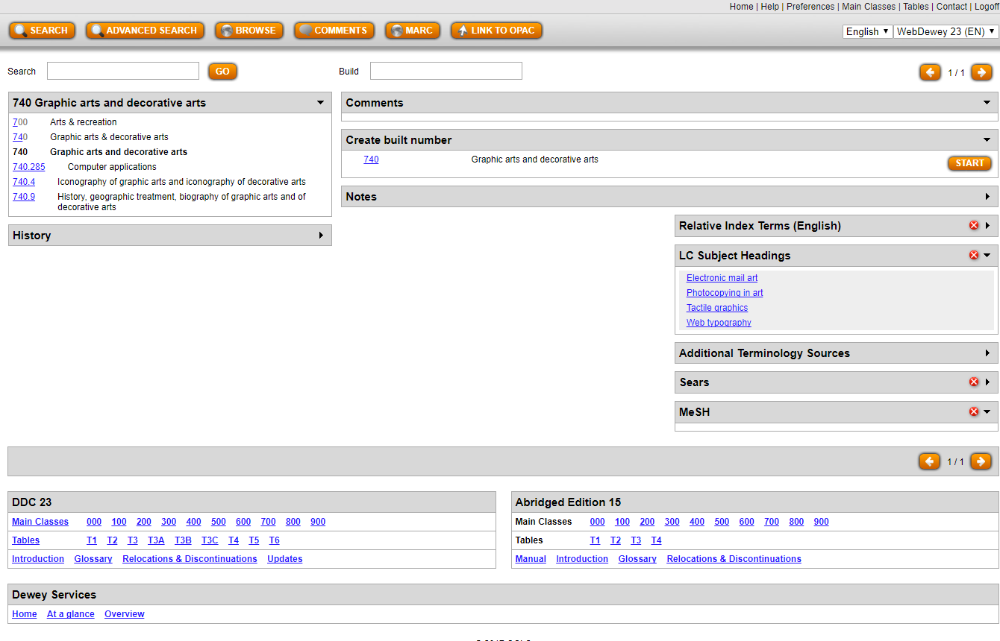 Home | Help | Preferences | Main Classes | Tables | Contact | Logoff
SEARCH ADVANCED SEARCH BROWSE COMMENTS MARC LINK TO OPAC
English WebDewey 23 (EN)
Search GO Build 1 / 1
740 Graphic arts and decorative arts
700 Arts & recreation
740 Graphic arts & decorative arts
740 Graphic arts and decorative arts
740.285 Computer applications
740.4 Iconography of graphic arts and iconography of decorative arts
740.9 History, geographic treatment, biography of graphic arts and of
decorative arts
History
Comments
Create built number
740 Graphic arts and decorative arts START
Notes
Relative Index Terms (English)
LC Subject Headings
Electronic mail art
Photocopying in art
Tactile graphics
Web typography
Additional Terminology Sources
Sears
MeSH
1 / 1
DDC 23
Main Classes 000 100 200 300 400 500 600 700 800 900
Tables T1 T2 T3 T3A T3B T3C T4 T5 T6
Introduction Glossary Relocations & Discontinuations Updates
Abridged Edition 15
Main Classes 000 100 200 300 400 500 600 700 800 900
Tables T1 T2 T3 T4
Manual Introduction Glossary Relocations & Discontinuations
Dewey Services
Home At a glance Overview